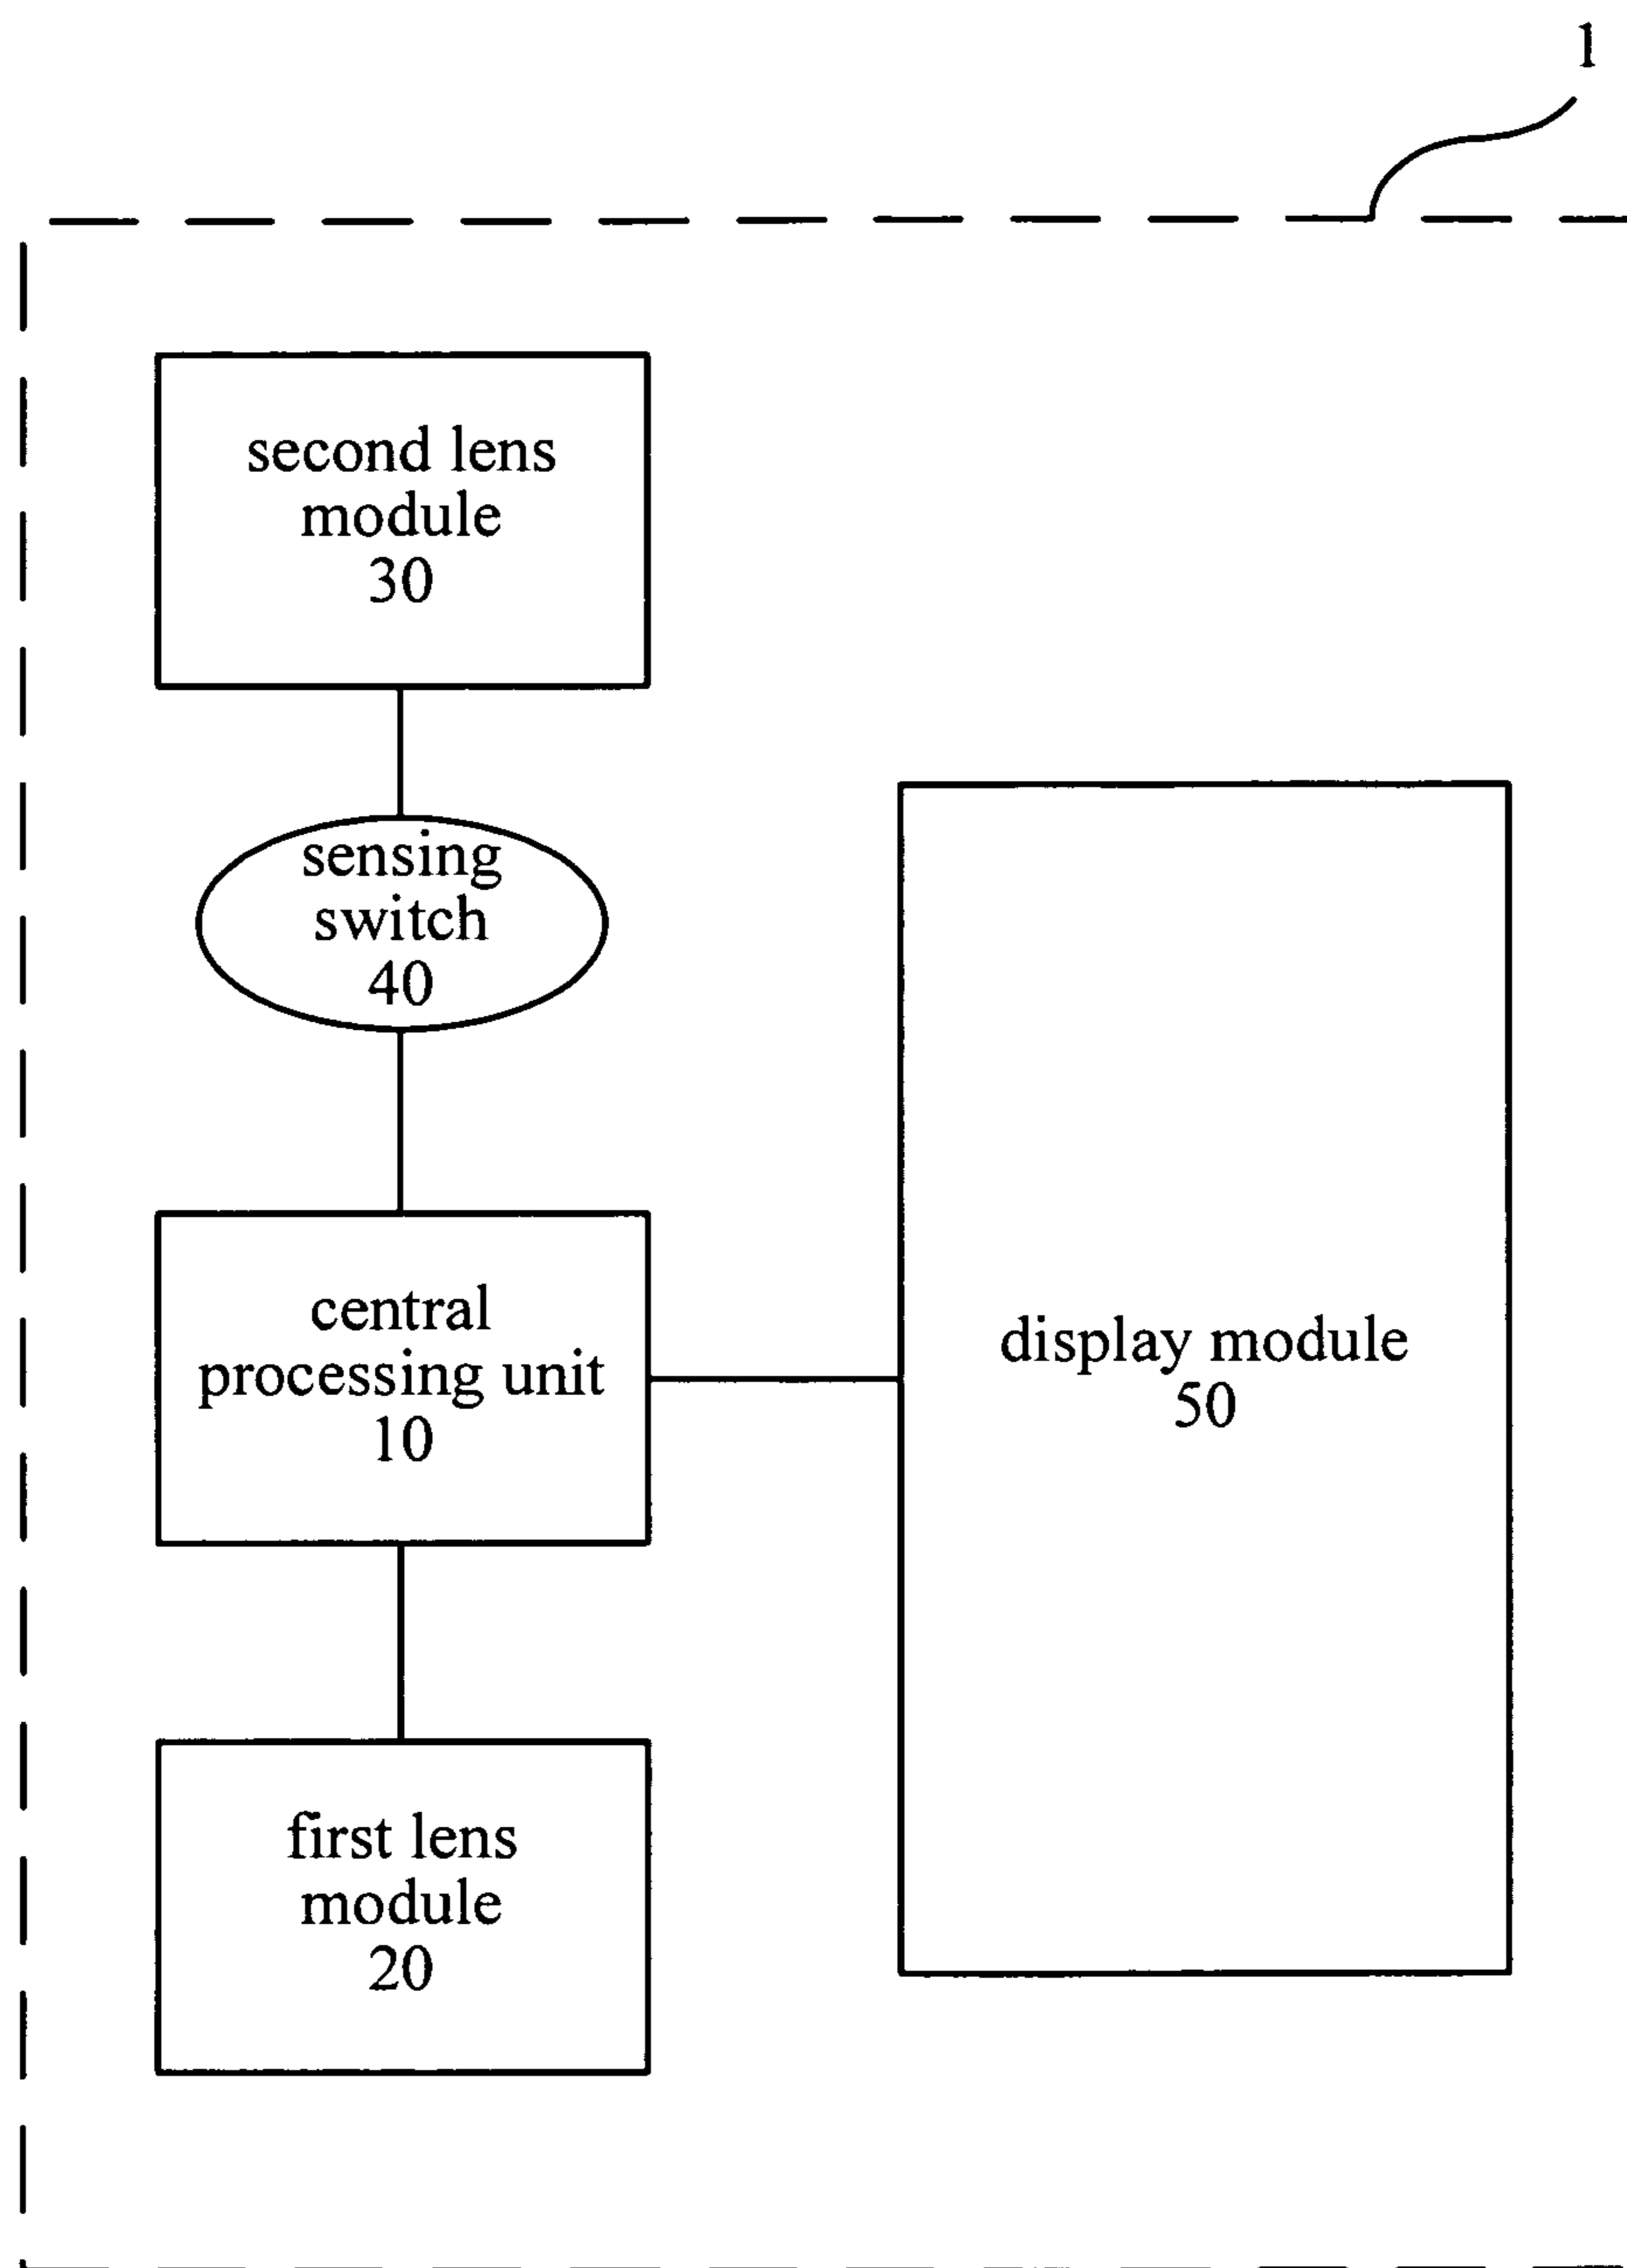 1
second lens
module
30
sensing
switch
40
central
processing unit
10
display module
50
first lens
module
20